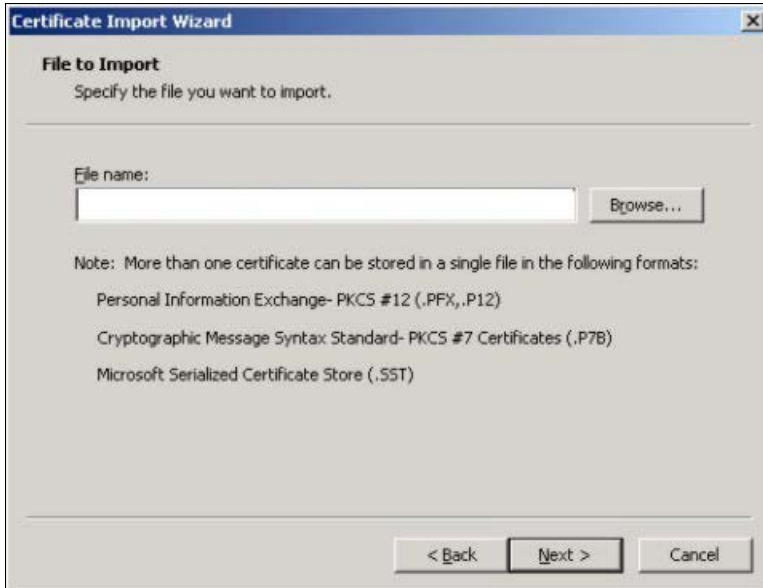 Certificate Import Wizard
File to Import
Specify the file you want to import.
File name:
Browse...
Note: More than one certificate can be stored in a single file in the following formats:
Personal Information Exchange- PKCS #12 (.PFX,.P12)
Cryptographic Message Syntax Standard- PKCS #7 Certificates (.P7B)
Microsoft Serialized Certificate Store (.SST)
< Back Next > Cancel